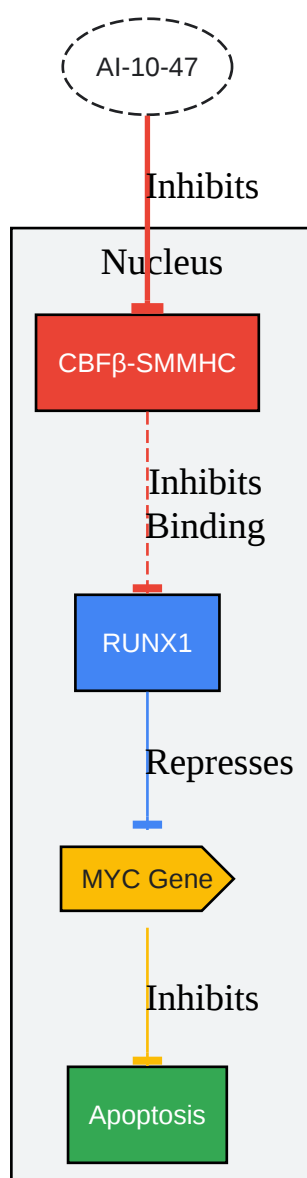 AI-10-47
Inhibits
Nucleus
CBFβ-SMMHC
Inhibits
Binding
RUNX1
Represses
MYC Gene
Inhibits
Apoptosis